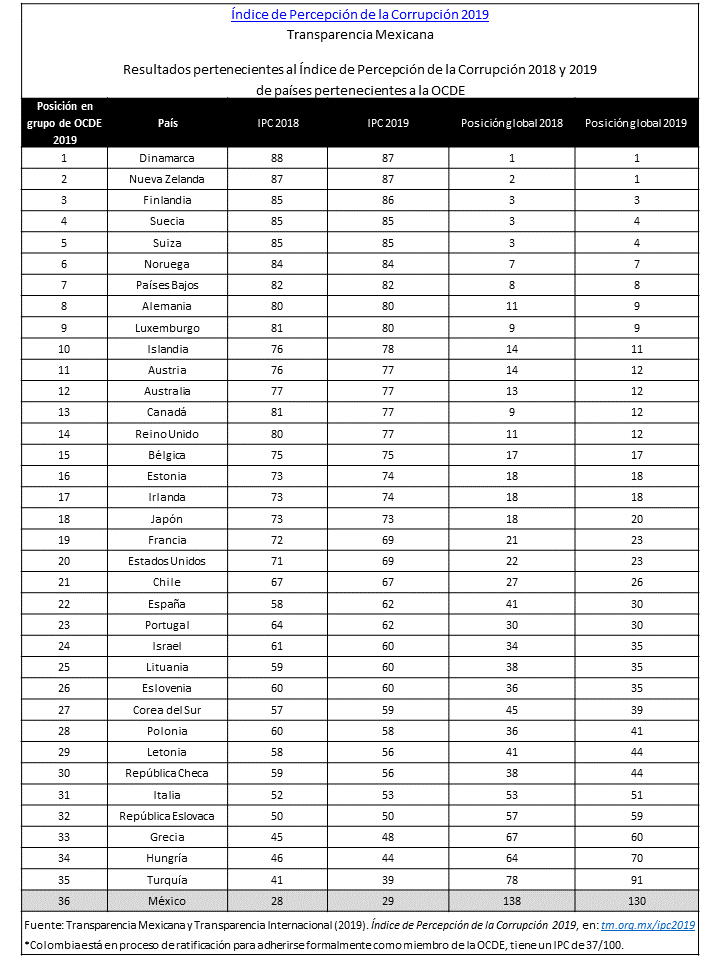 Índice de Percepción de la Corrupción 2019
Transparencia Mexicana
Resultados pertenecientes al Índice de Percepción de la Corrupción 2018 y 2019
de países pertenecientes a la OCDE
Posición en grupo de OCDE 2019 País IPC 2018 IPC 2019 Posición global 2018 Posición global 2019
1 Dinamarca 88 87 1 1
2 Nueva Zelanda 87 87 2 1
3 Finlandia 85 86 3 3
4 Suecia 85 85 3 4
5 Suiza 85 85 3 4
6 Noruega 84 84 7 7
7 Países Bajos 82 82 8 8
8 Alemania 80 80 11 9
9 Luxemburgo 81 80 9 9
10 Islandia 76 78 14 11
11 Austria 76 77 14 12
12 Australia 77 77 13 12
13 Canadá 81 77 9 12
14 Reino Unido 80 77 11 12
15 Bélgica 75 75 17 17
16 Estonia 73 74 18 18
17 Irlanda 73 74 18 18
18 Japón 73 73 18 20
19 Francia 72 69 21 23
20 Estados Unidos 71 69 22 23
21 Chile 67 67 27 26
22 España 58 62 41 30
23 Portugal 64 62 30 30
24 Israel 61 60 34 35
25 Lituania 59 60 38 35
26 Eslovenia 60 60 36 35
27 Corea del Sur 57 59 45 39
28 Polonia 60 58 36 41
29 Letonia 58 56 41 44
30 República Checa 59 56 38 44
31 Italia 52 53 53 51
32 República Eslovaca 50 50 57 59
33 Grecia 45 48 67 60
34 Hungría 46 44 64 70
35 Turquía 41 39 78 91
36 México 28 29 138 130
Fuente: Transparencia Mexicana y Transparencia Internacional (2019). Índice de Percepción de la Corrupción 2019, en: tm.org.mx/ipc2019
*Colombia está en proceso de ratificación para adherirse formalmente como miembro de la OCDE, tiene un IPC de 37/100.